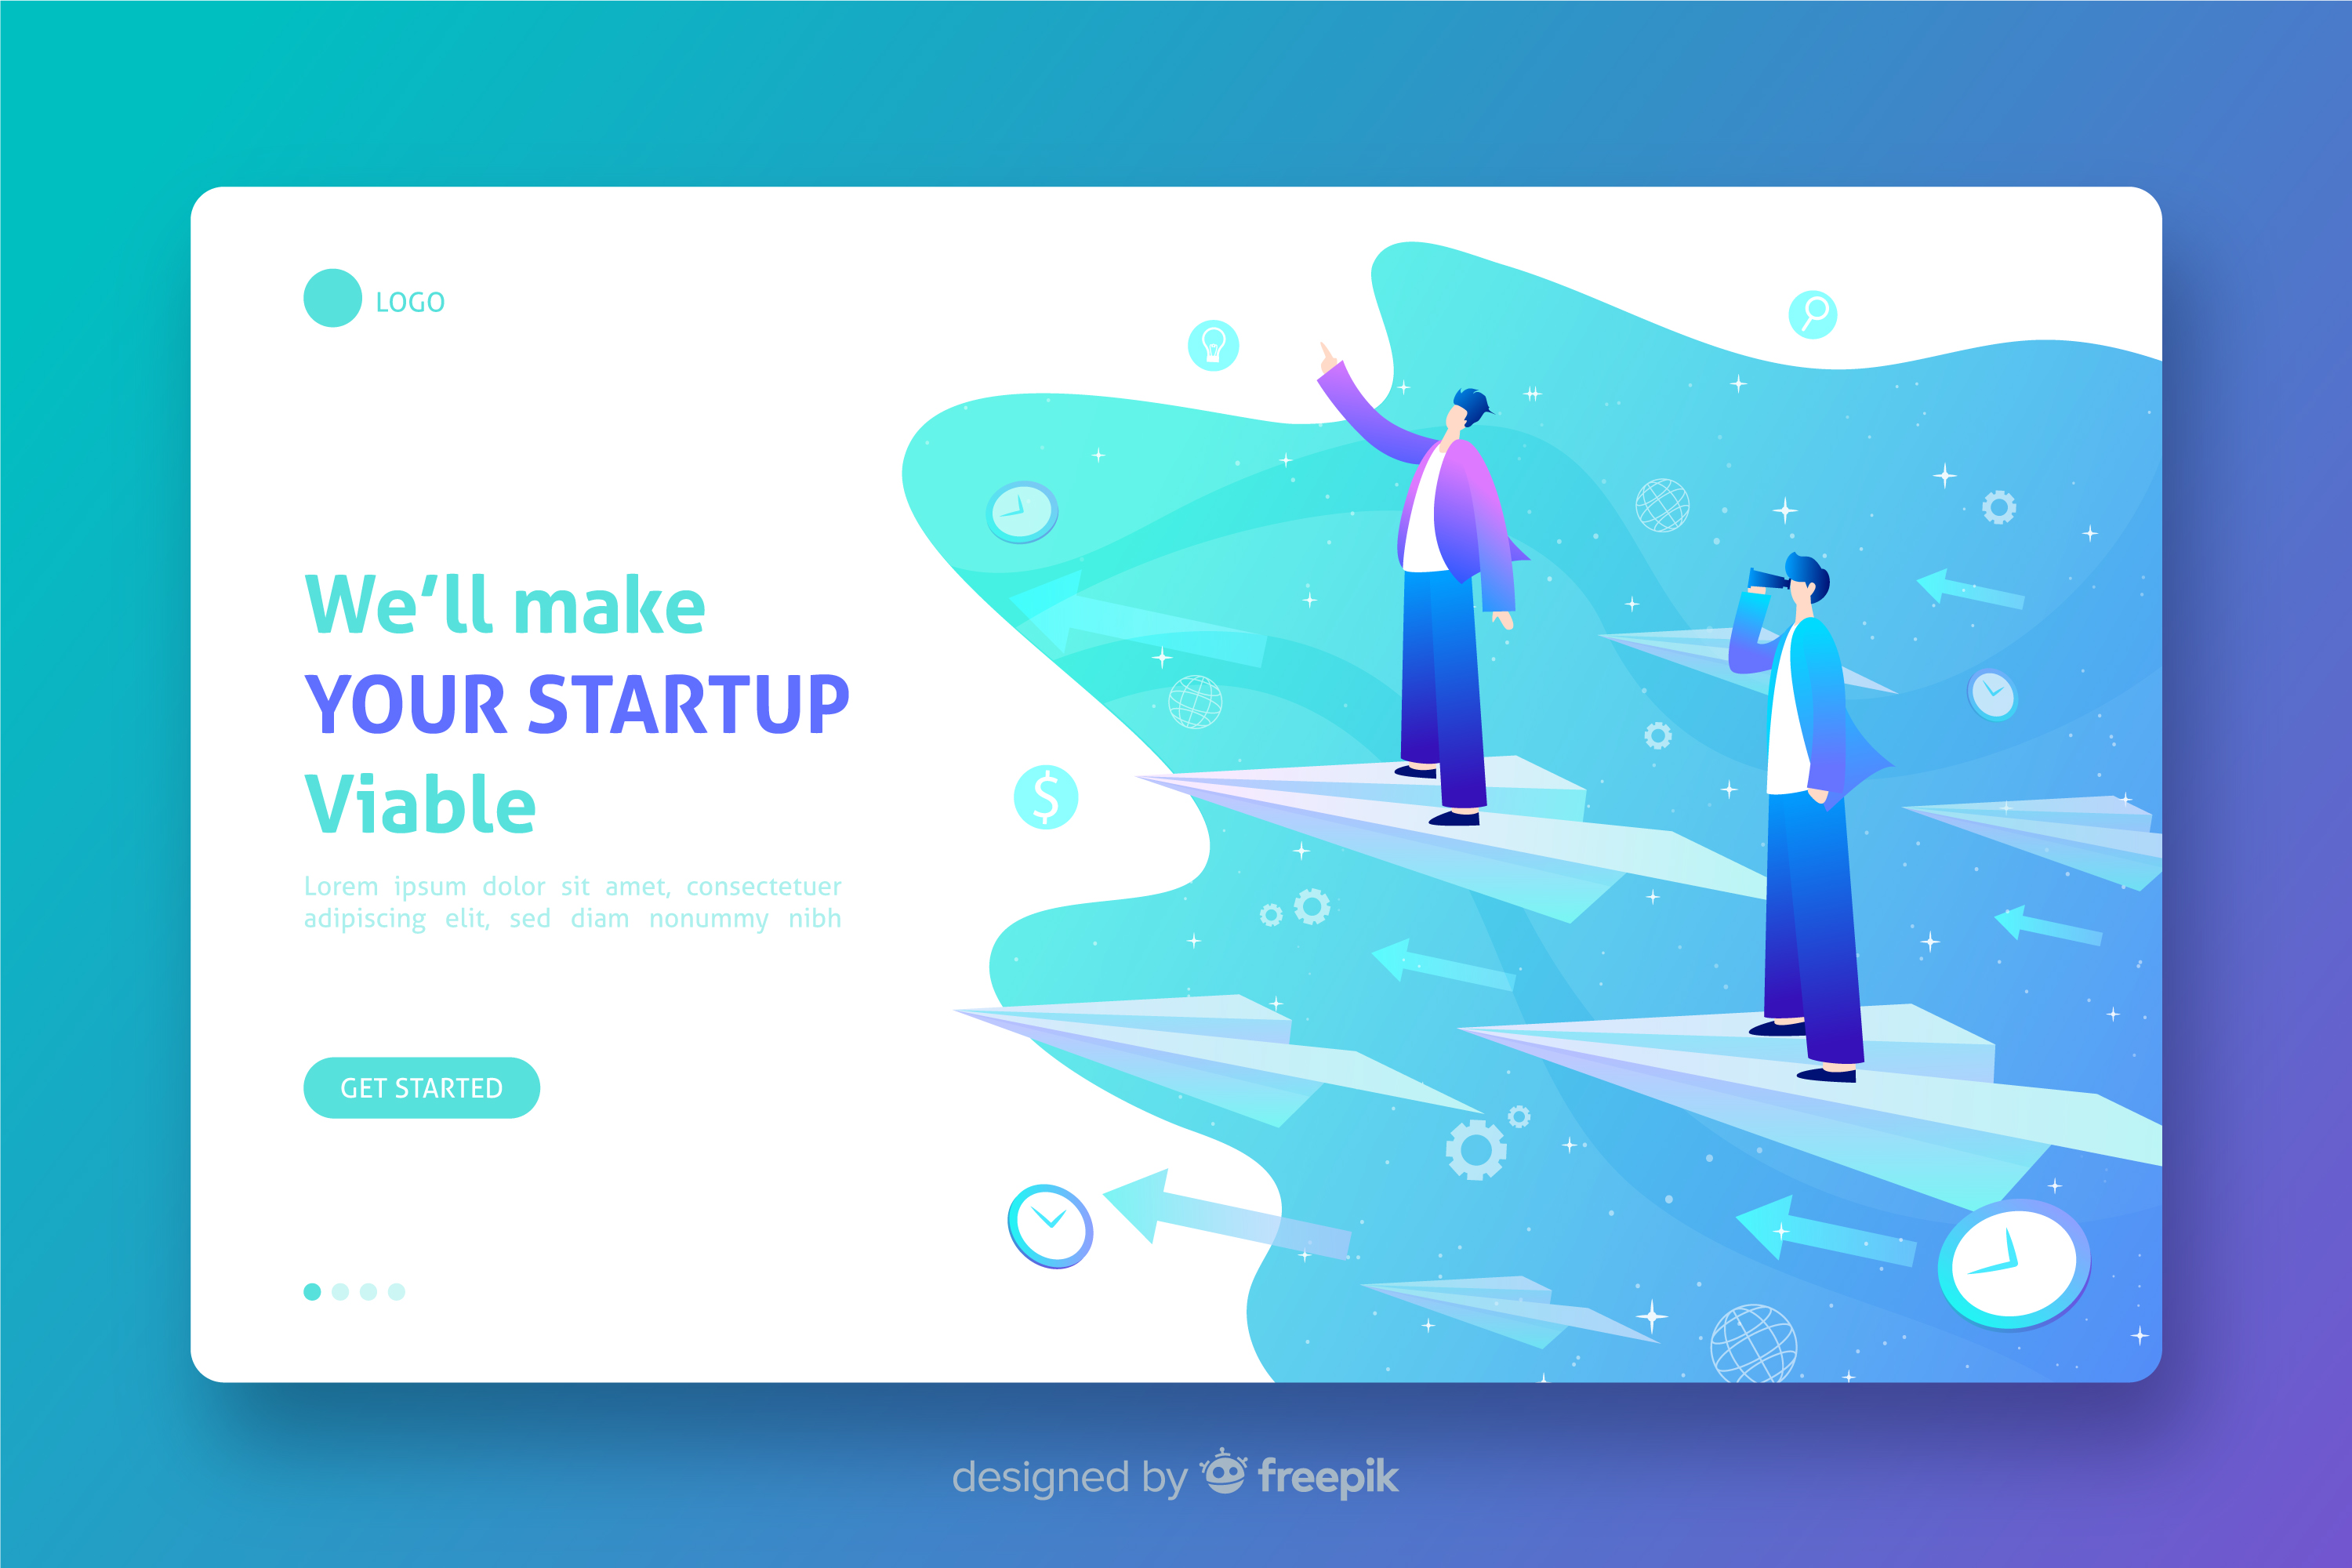 LOGO
We‘ll make
YOUR STARTUP
Viable
Lorem ipsum dolor sit amet, consectetuer
adipiscing elit, sed diam nonummy nibh
GET STARTED
$
designed by freepik